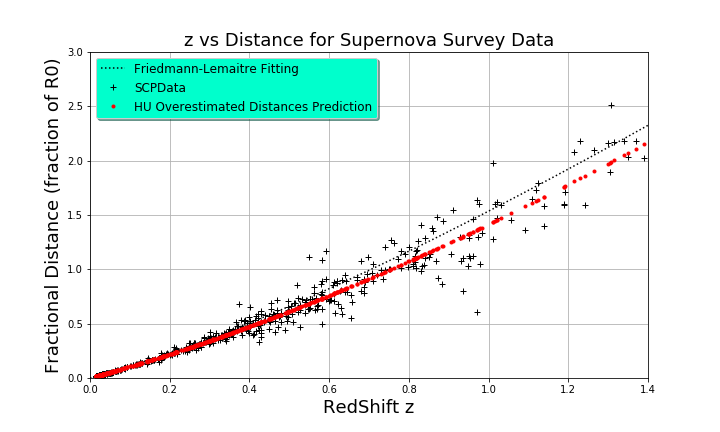 z vs Distance for Supernova Survey Data
Fractional Distance (fraction of R0)
3.0
2.5
2.0
1.5
1.0
0.5
0.0
Friedmann-Lemaitre Fitting
SCPData
HU Overestimated Distances Prediction
0.0 0.2 0.4 0.6 0.8 1.0 1.2 1.4
RedShift z